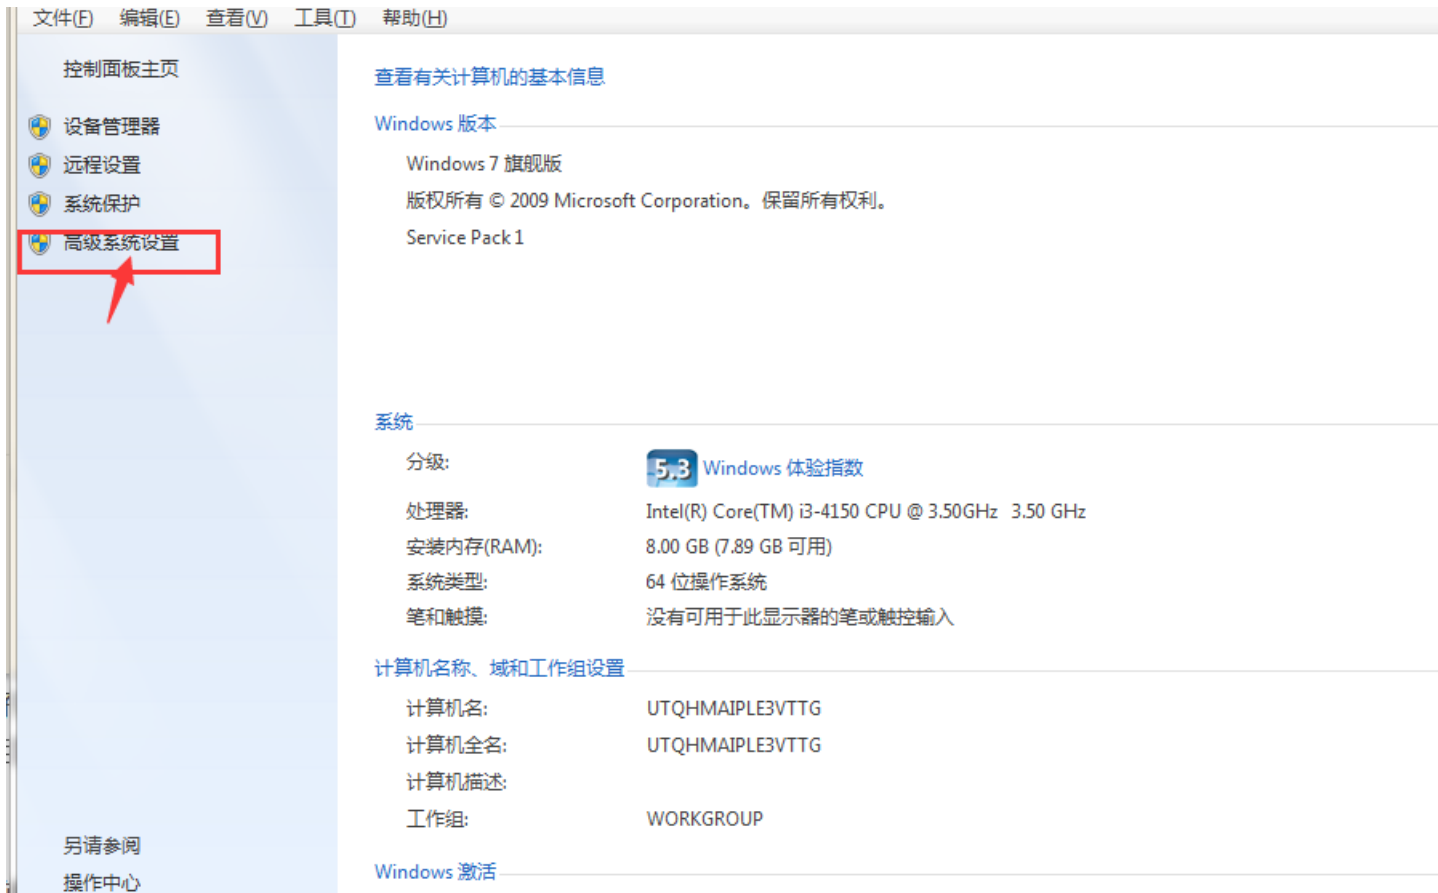 文件(F) 编辑(E) 查看(V) 工具(T) 帮助(H)
控制面板主页
设备管理器
远程设置
系统保护
高级系统设置
另请参阅
操作中心
查看有关计算机的基本信息
Windows 版本
Windows 7 旗舰版
版权所有 © 2009 Microsoft Corporation。保留所有权利。
Service Pack 1
系统
分级: 5.3 Windows 体验指数
处理器: Intel(R) Core(TM) i3-4150 CPU @ 3.50GHz 3.50 GHz
安装内存(RAM): 8.00 GB (7.89 GB 可用)
系统类型: 64 位操作系统
笔和触摸: 没有可用于此显示器的笔或触控输入
计算机名称、域和工作组设置
计算机名: UTQHMAIPLE3VTTG
计算机全名: UTQHMAIPLE3VTTG
计算机描述:
工作组: WORKGROUP
Windows 激活